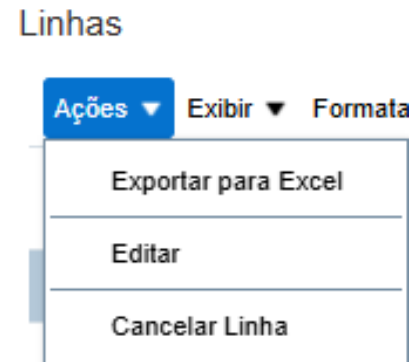 Linhas
Ações Exibir Formata
Exportar para Excel
Editar
Cancelar Linha